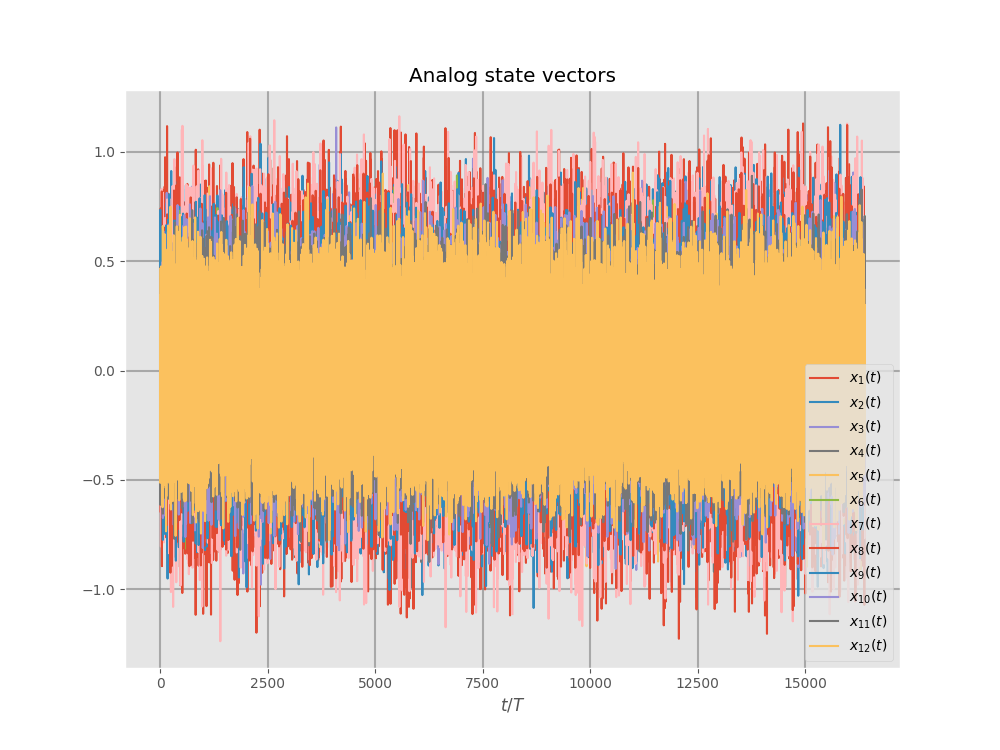 Analog state vectors
1.0
0.5
0.0
−0.5
−1.0
0 2500 5000 7500 10000 12500 15000
t/T
x₁(t)
x₂(t)
x₃(t)
x₄(t)
x₅(t)
x₆(t)
x₇(t)
x₈(t)
x₉(t)
x₁₀(t)
x₁₁(t)
x₁₂(t)